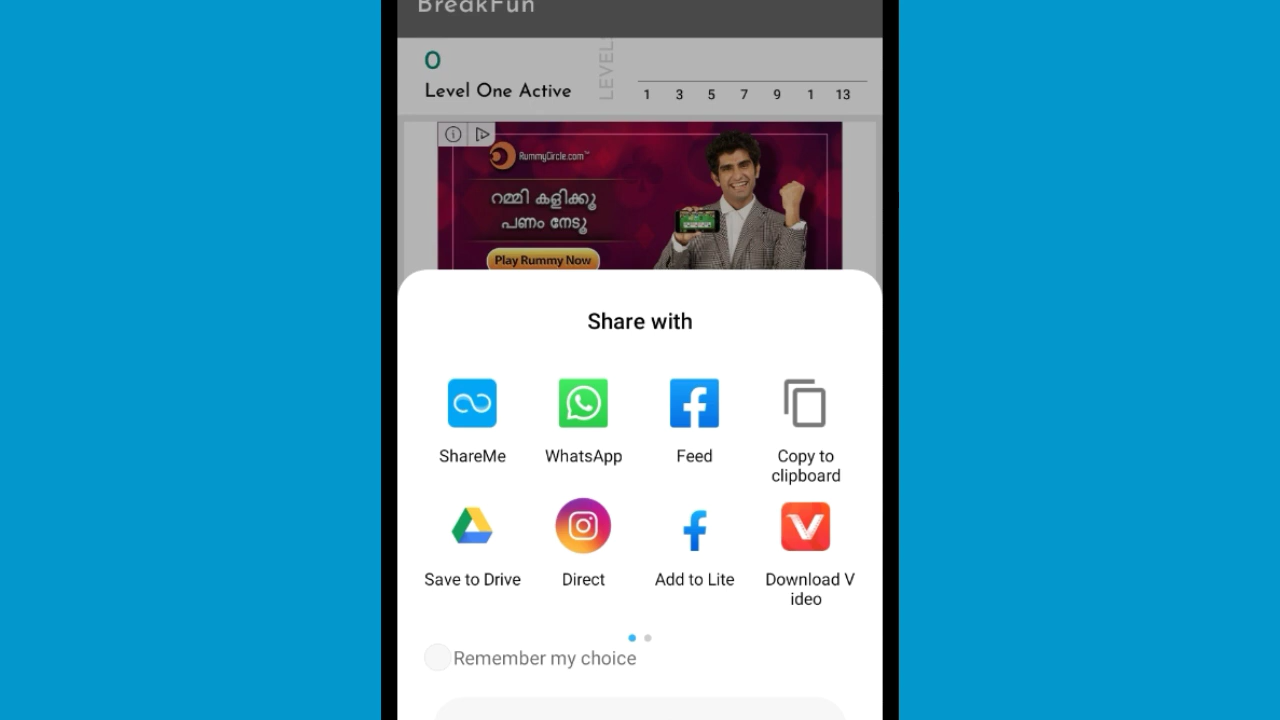 BreakFun
0
Level One Active
LEVEL
1 3 5 7 9 1 13
RummyCircle.com™
റമ്മി കളിക്കൂ
പണം നേടൂ
Play Rummy Now
Share with
ShareMe
WhatsApp
Feed
Copy to
clipboard
Save to Drive
Direct
Add to Lite
Download V
ideo
Remember my choice